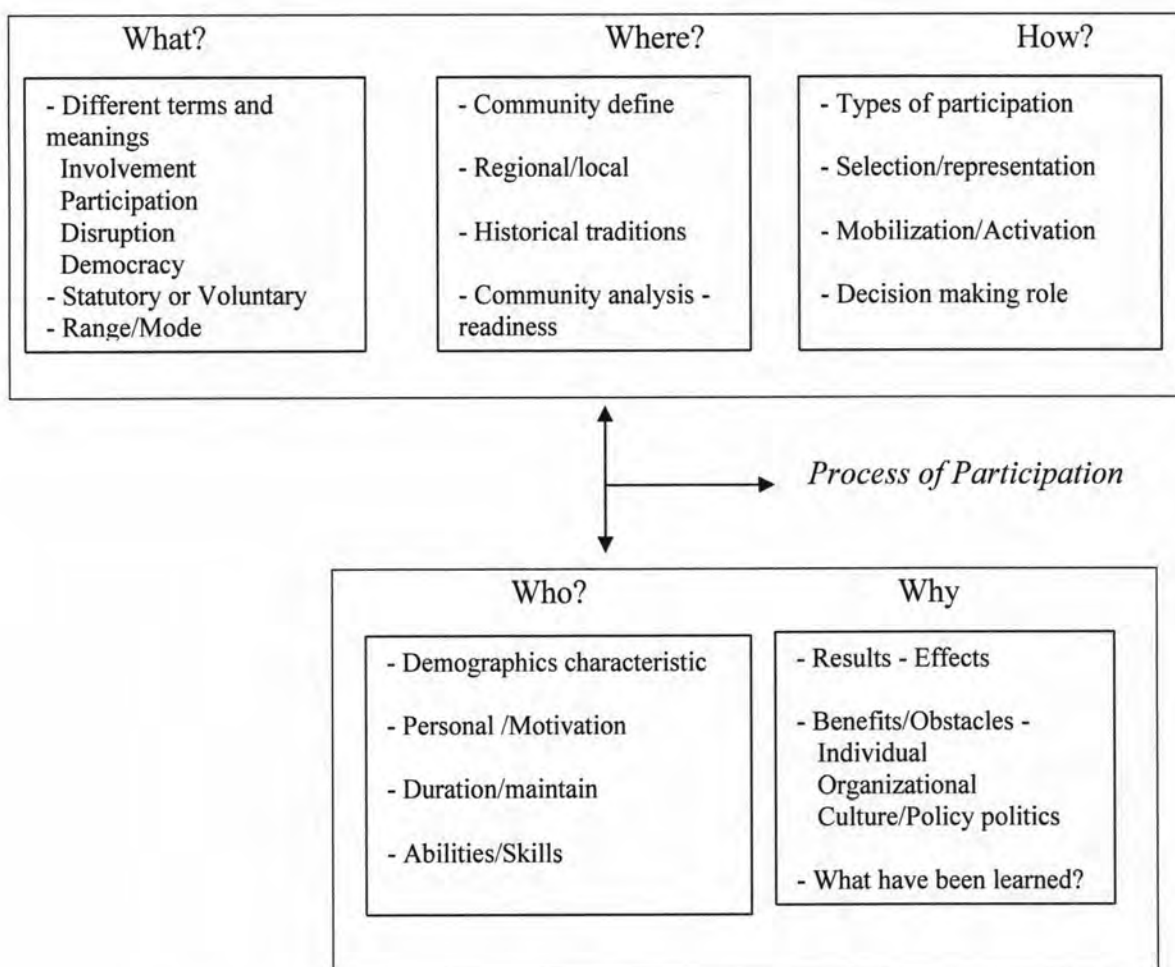 What?
- Different terms and
meanings
Involvement
Participation
Disruption
Democracy
- Statutory or Voluntary
- Range/Mode
Where?
- Community define
- Regional/local
- Historical traditions
- Community analysis -
readiness
How?
- Types of participation
- Selection/representation
- Mobilization/Activation
- Decision making role
Process of Participation
Who?
- Demographics characteristic
- Personal /Motivation
- Duration/maintain
- Abilities/Skills
Why
- Results - Effects
- Benefits/Obstacles -
Individual
Organizational
Culture/Policy politics
- What have been learned?